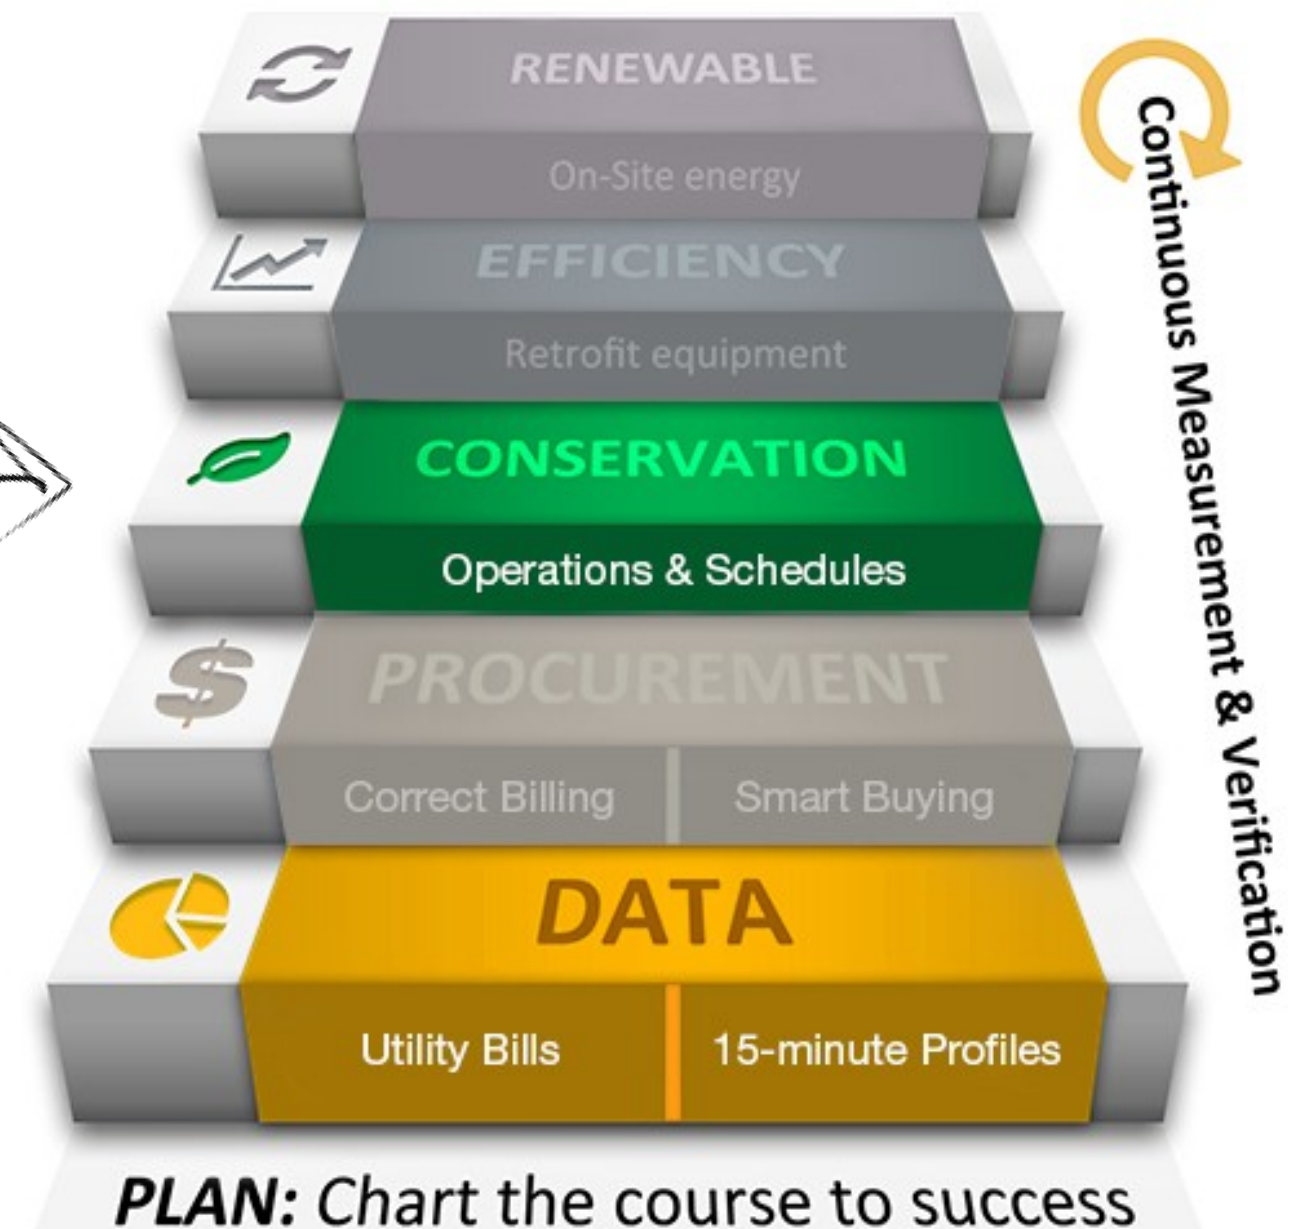 RENEWABLE
On-Site energy
EFFICIENCY
Retrofit equipment
CONSERVATION
Operations & Schedules
$
PROCUREMENT
Correct Billing
Smart Buying
DATA
Utility Bills
15-minute Profiles
PLAN: Chart the course to success
Continuous Measurement & Verification